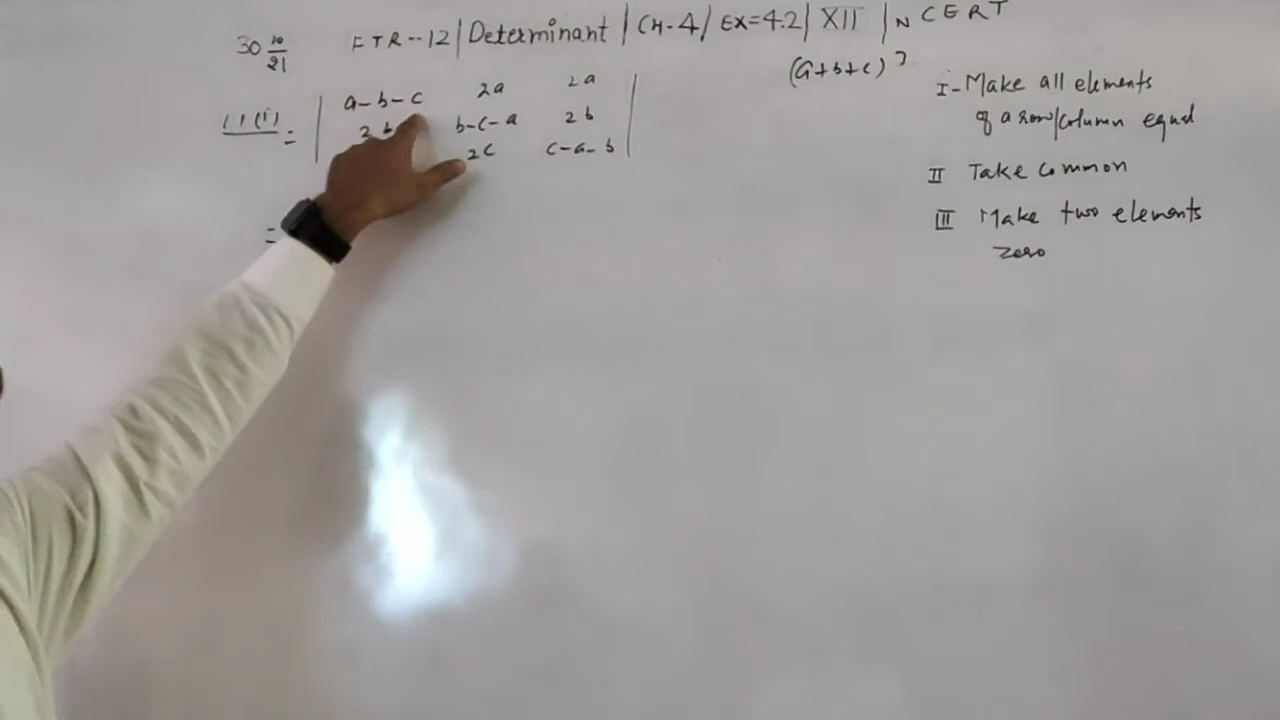 30 10/21 FTR-12 | Determinant | CH-4 / EX=4.2 | XII | NCERT
(a+b+c)³
11(i) = | a-b-c 2a 2a |
2b b-c-a 2b
2c c-a-b
=
I- Make all elements
of a row/column equal
II Take common
III Make two elements
zero